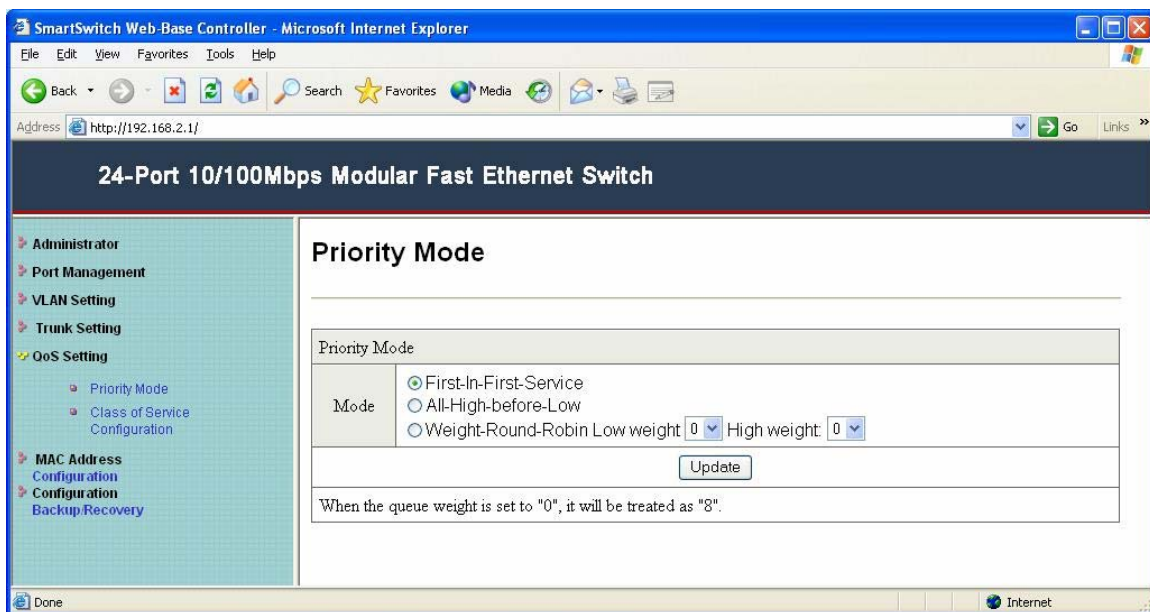 SmartSwitch Web-Base Controller - Microsoft Internet Explorer
File Edit View Favorites Tools Help
Back Search Favorites Media
Address http://192.168.2.1/ Go Links »
24-Port 10/100Mbps Modular Fast Ethernet Switch
Administrator
Port Management
VLAN Setting
Trunk Setting
QoS Setting
Priority Mode
Class of Service
Configuration
MAC Address
Configuration
Configuration
Backup/Recovery
Priority Mode
Priority Mode
Mode
First-In-First-Service
All-High-before-Low
Weight-Round-Robin Low weight 0 High weight: 0
Update
When the queue weight is set to "0", it will be treated as "8".
Done Internet